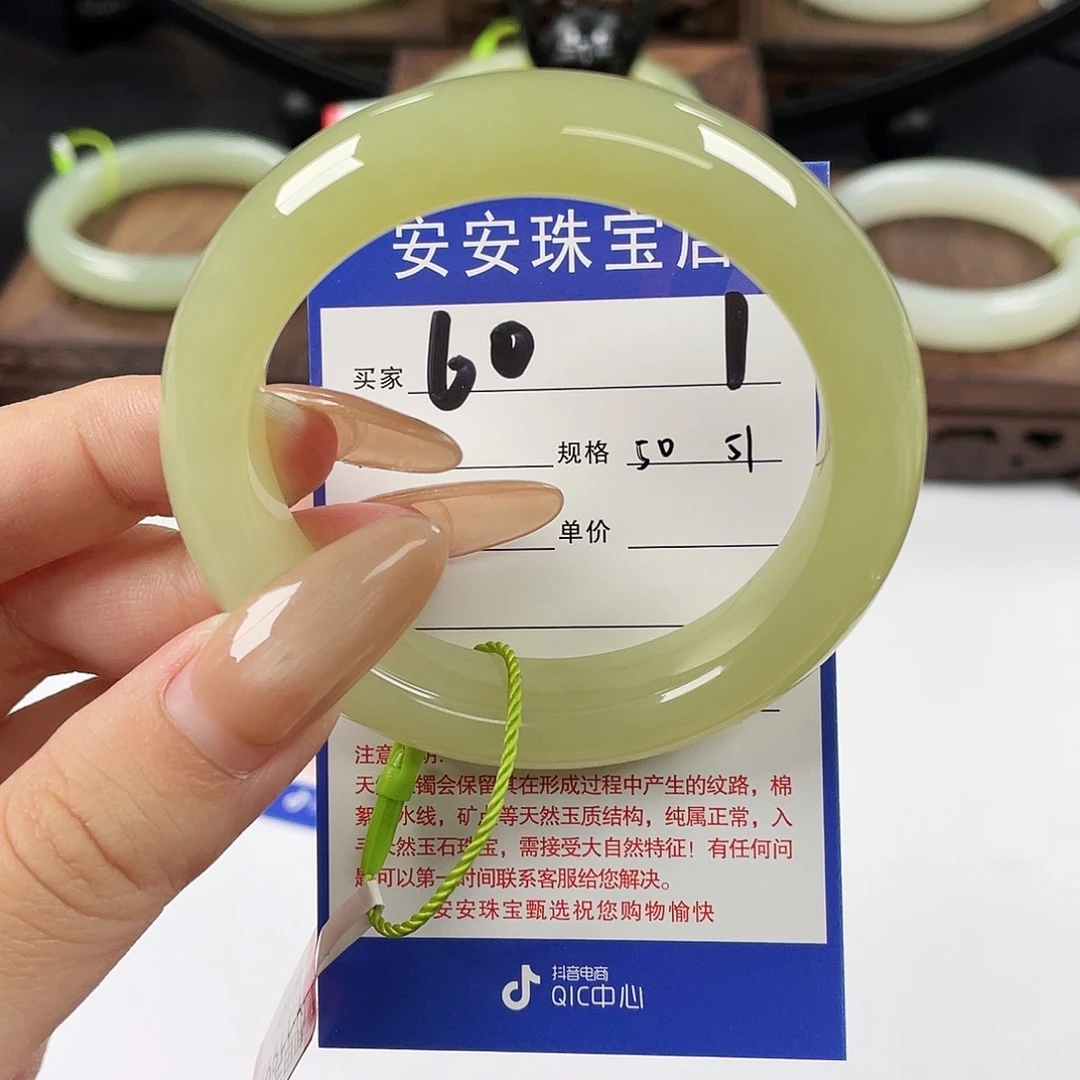 安安珠宝
买家 60 1
规格 50 51
单价
注意
天 镯会保留其在形成过程中产生的纹路，棉
絮 水线，矿点等天然玉质结构，纯属正常，入
手天然玉石珠宝，需接受大自然特征！有任何问
题可以第一时间联系客服给您解决。
安安珠宝甄选祝您购物愉快
抖音电商
QIC中心